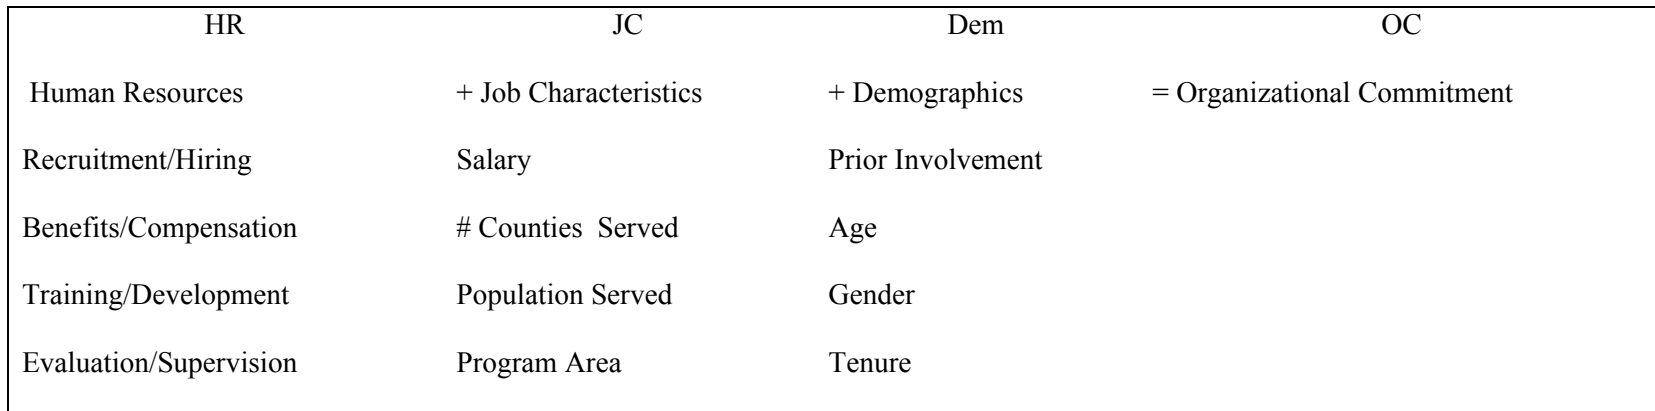 HR JC Dem OC
Human Resources + Job Characteristics + Demographics = Organizational Commitment
Recruitment/Hiring Salary Prior Involvement
Benefits/Compensation # Counties Served Age
Training/Development Population Served Gender
Evaluation/Supervision Program Area Tenure